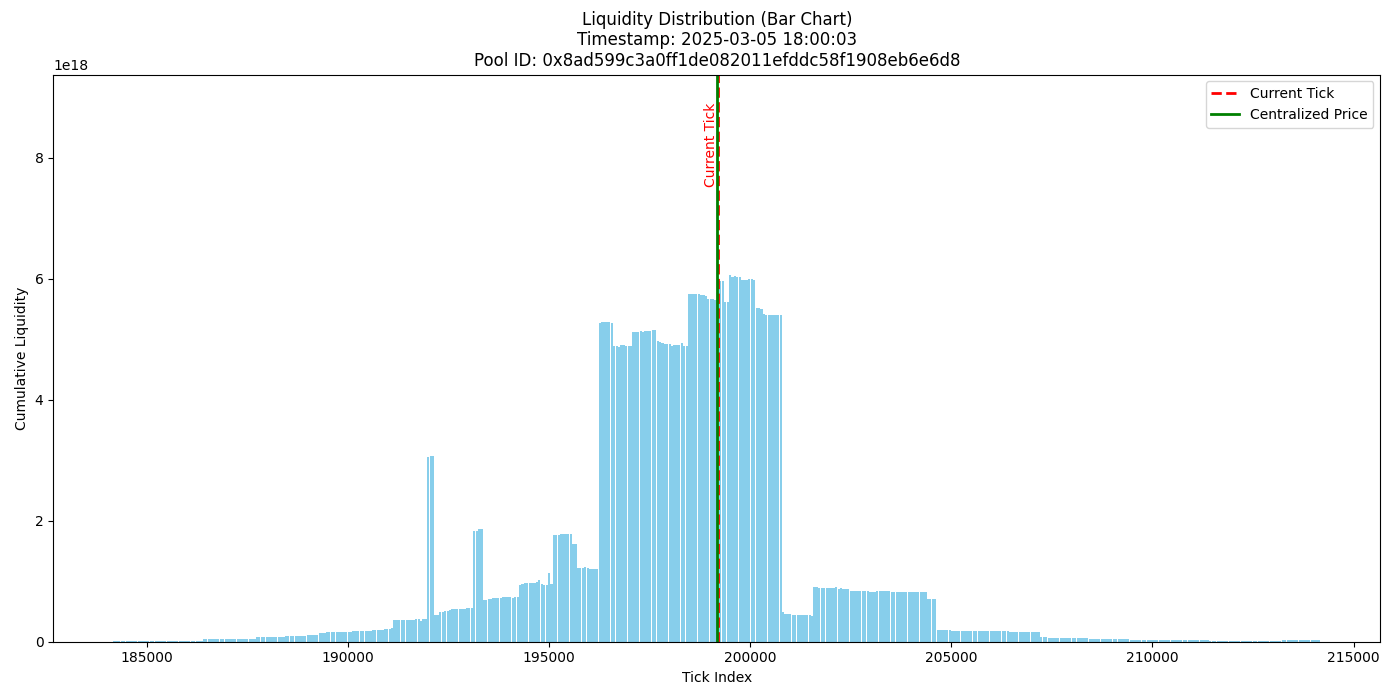 Liquidity Distribution (Bar Chart)
Timestamp: 2025-03-05 18:00:03
Pool ID: 0x8ad599c3a0ff1de082011efddc58f1908eb6e6d8
1e18
Current Tick
Centralized Price
Current Tick
8
6
4
2
0
Cumulative Liquidity
185000 190000 195000 200000 205000 210000 215000
Tick Index